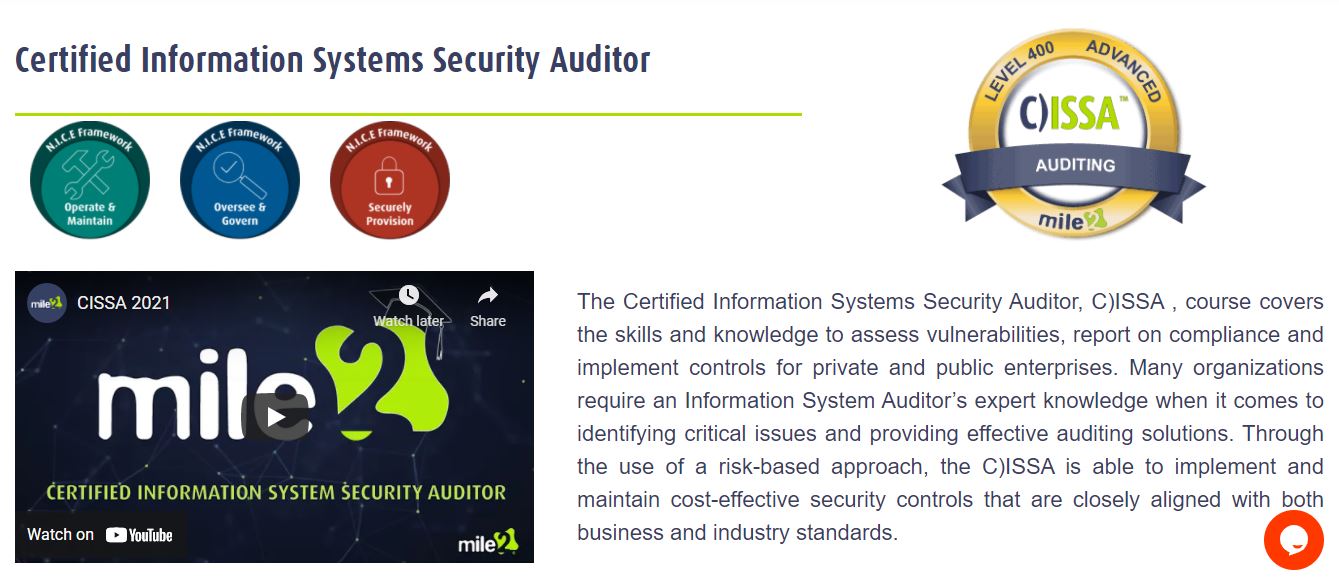 Certified Information Systems Security Auditor
LEVEL 400 ADVANCED
C)ISSA™
AUDITING
mile2
N.I.C.E Framework
Operate &
Maintain
N.I.C.E Framework
Oversee &
Govern
N.I.C.E Framework
Securely
Provision
mile2
CISSA 2021
Watch later
Share
mile2
CERTIFIED INFORMATION SYSTEM SECURITY AUDITOR
Watch on YouTube
mile2
The Certified Information Systems Security Auditor, C)ISSA , course covers
the skills and knowledge to assess vulnerabilities, report on compliance and
implement controls for private and public enterprises. Many organizations
require an Information System Auditor’s expert knowledge when it comes to
identifying critical issues and providing effective auditing solutions. Through
the use of a risk-based approach, the C)ISSA is able to implement and
maintain cost-effective security controls that are closely aligned with both
business and industry standards.